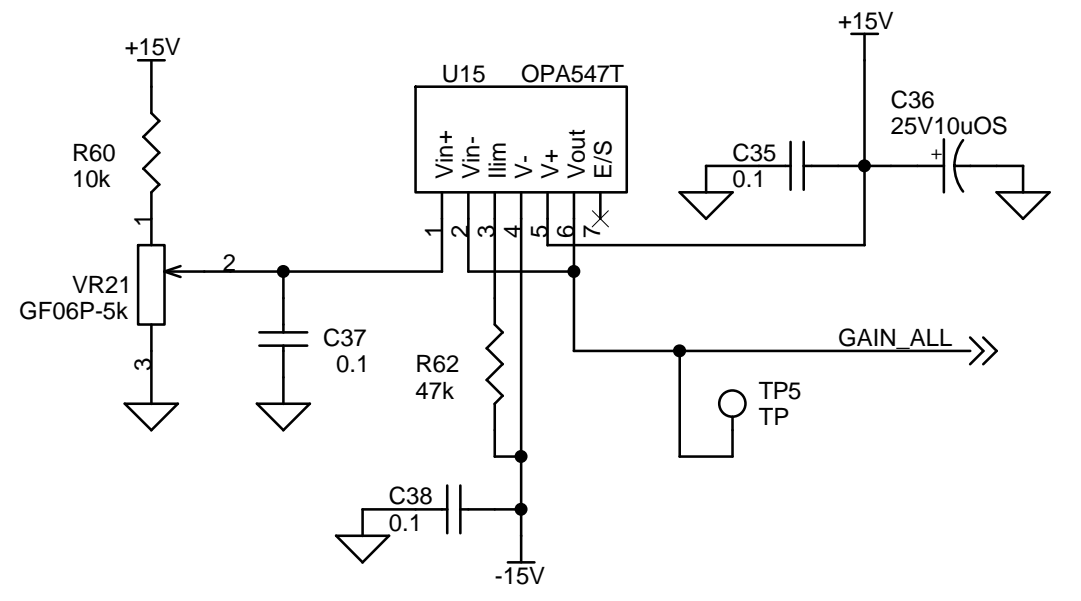 +15V
+15V
U15 OPA547T
C36
25V10uOS
Vin+
Vin-
Ilim
V-
V+
Vout
E/S
R60
10k
C35
0.1
+
1
1
2
3
4
5
6
7
2
VR21
GF06P-5k
3
C37
0.1
R62
47k
GAIN_ALL
TP5
TP
C38
0.1
-15V